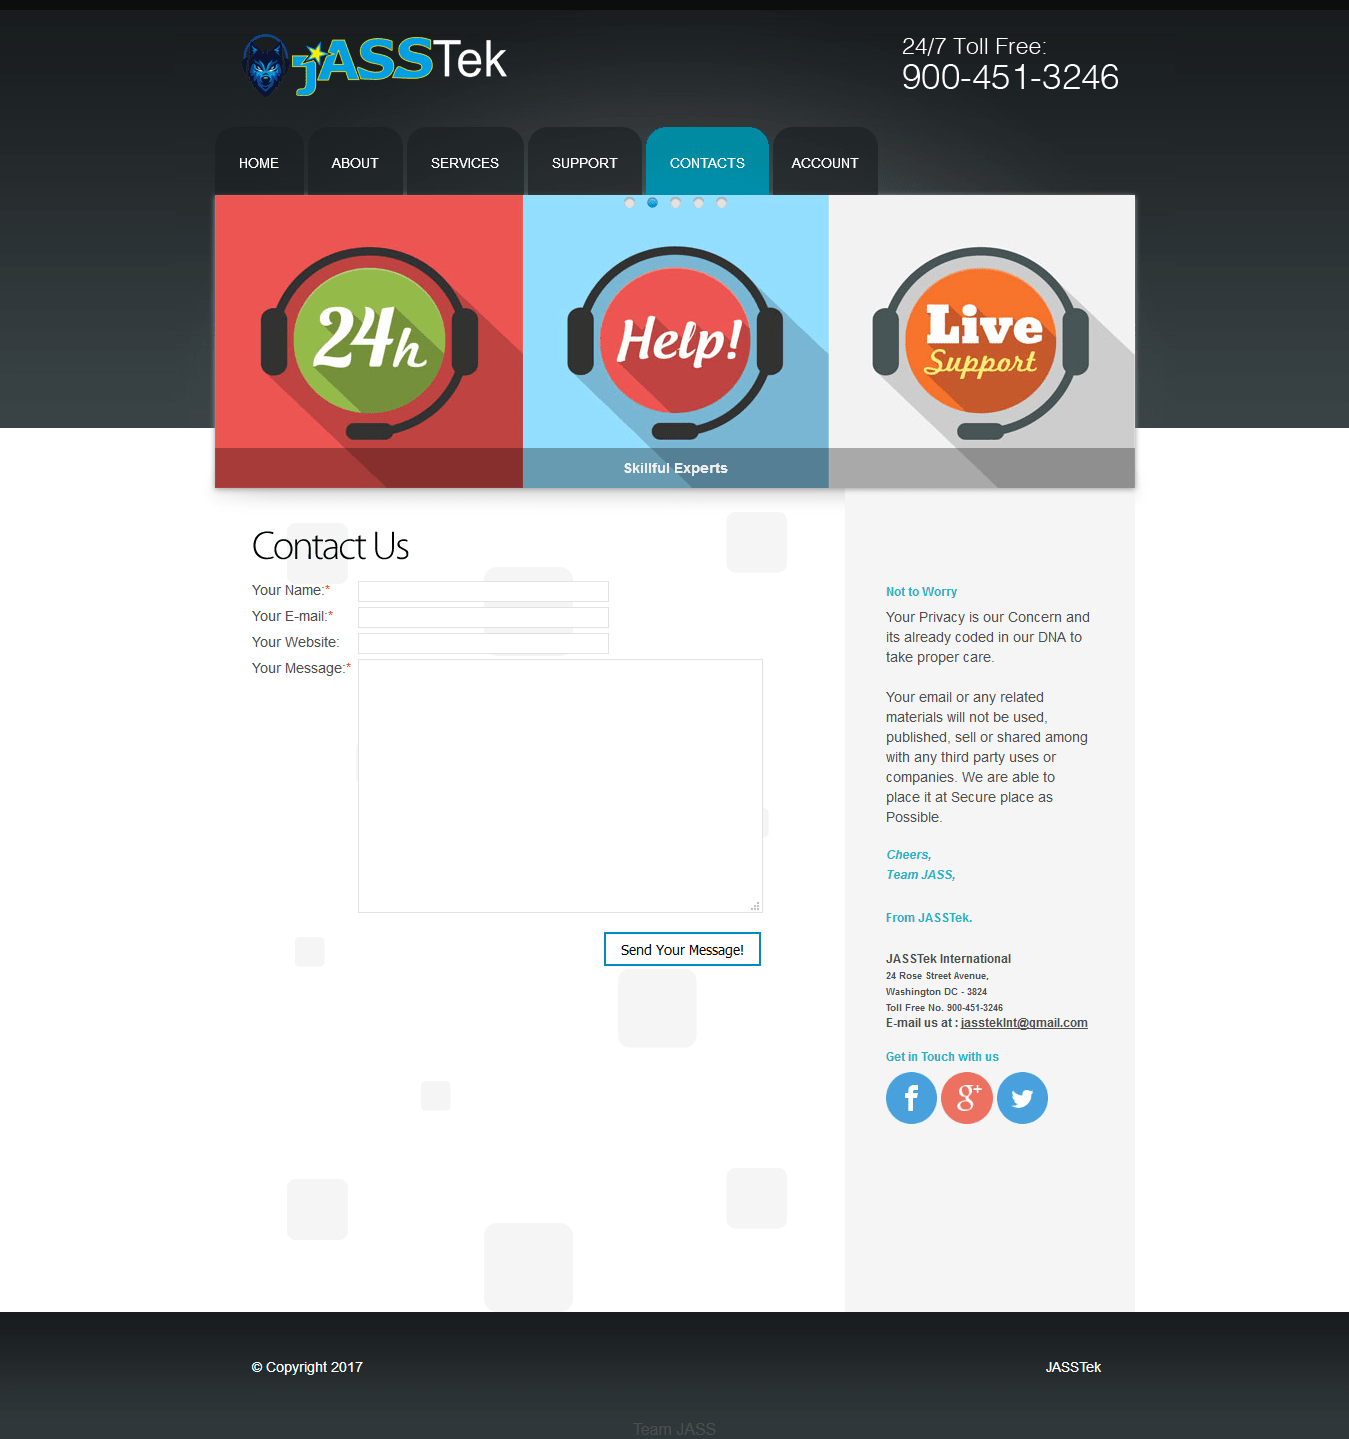 jASSTek
24/7 Toll Free:
900-451-3246
HOME
ABOUT
SERVICES
SUPPORT
CONTACTS
ACCOUNT
24h
Help!
Live
Support
Skillful Experts
Contact Us
Your Name:*
Your E-mail:*
Your Website:
Your Message:*
Send Your Message!
Not to Worry
Your Privacy is our Concern and
its already coded in our DNA to
take proper care.
Your email or any related
materials will not be used,
published, sell or shared among
with any third party uses or
companies. We are able to
place it at Secure place as
Possible.
Cheers,
Team JASS,
From JASSTek.
JASSTek International
24 Rose Street Avenue,
Washington DC - 3824
Toll Free No. 900-451-3246
E-mail us at : jasstekInt@gmail.com
Get in Touch with us
f
g+
© Copyright 2017
JASSTek
Team JASS